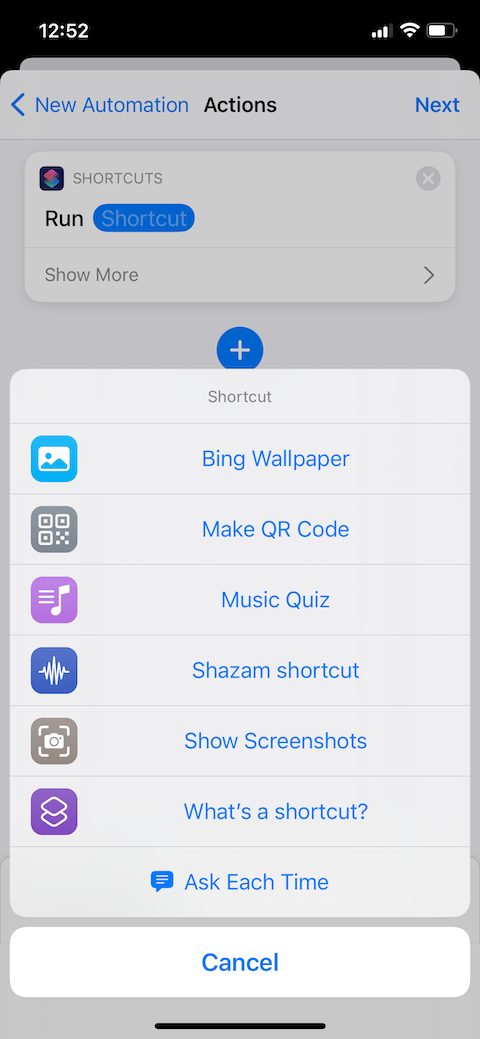 12:52
New Automation Actions Next
SHORTCUTS
Run Shortcut
Show More
Shortcut
Bing Wallpaper
Make QR Code
Music Quiz
Shazam shortcut
Show Screenshots
What’s a shortcut?
Ask Each Time
Cancel